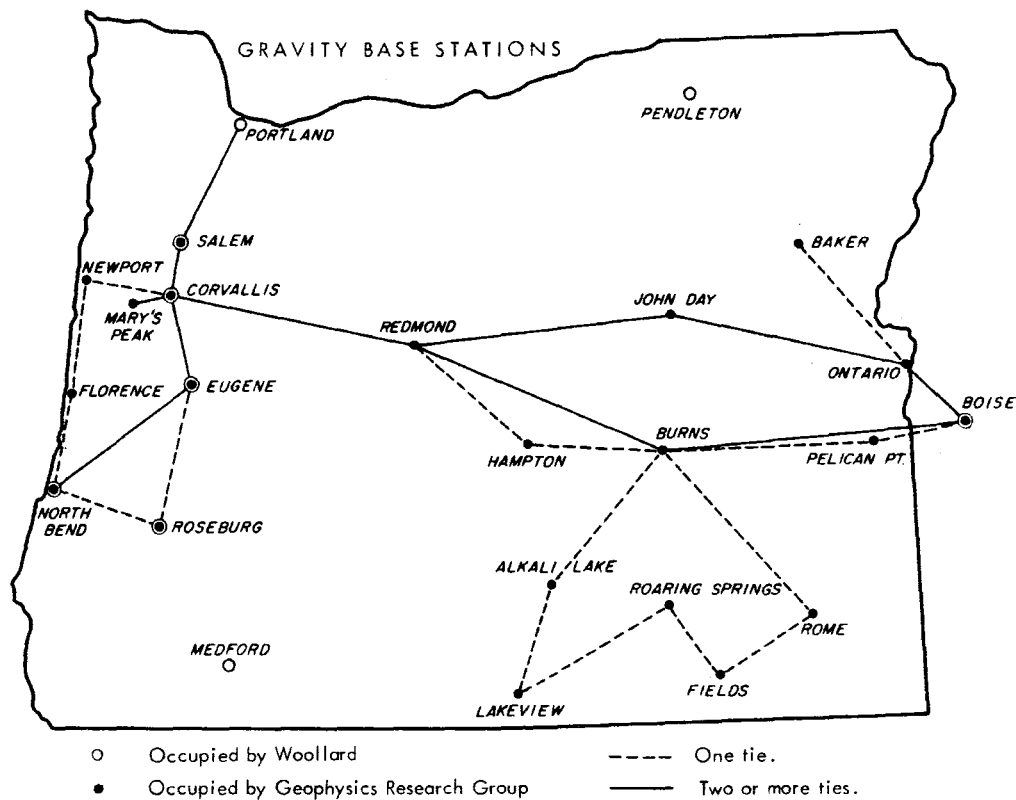 GRAVITY BASE STATIONS
PENDLETON
PORTLAND
SALEM
BAKER
NEWPORT
CORVALLIS
MARY'S
PEAK
JOHN DAY
REDMOND
ONTARIO
FLORENCE
EUGENE
BOISE
BURNS
HAMPTON
PELICAN PT.
NORTH
BEND
ROSEBURG
ALKALI LAKE
ROARING SPRINGS
ROME
MEDFORD
FIELDS
LAKEVIEW
Occupied by Woollard
One tie.
Occupied by Geophysics Research Group
Two or more ties.